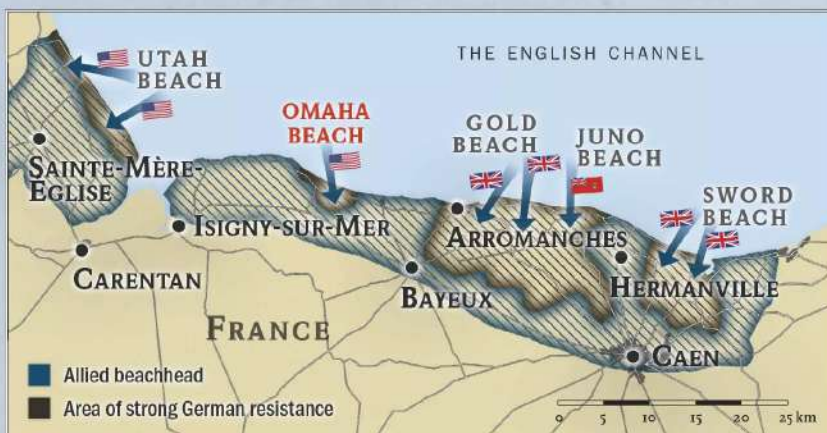 THE ENGLISH CHANNEL
UTAH
BEACH
OMAHA
BEACH
GOLD
BEACH
JUNO
BEACH
SWORD
BEACH
SAINTE-MÈRE-
EGLISE
ISIGNY-SUR-MER
ARROMANCHES
CARENTAN
BAYEUX
HERMANVILLE
FRANCE
CAEN
Allied beachhead
Area of strong German resistance
0 5 10 15 20 25 km